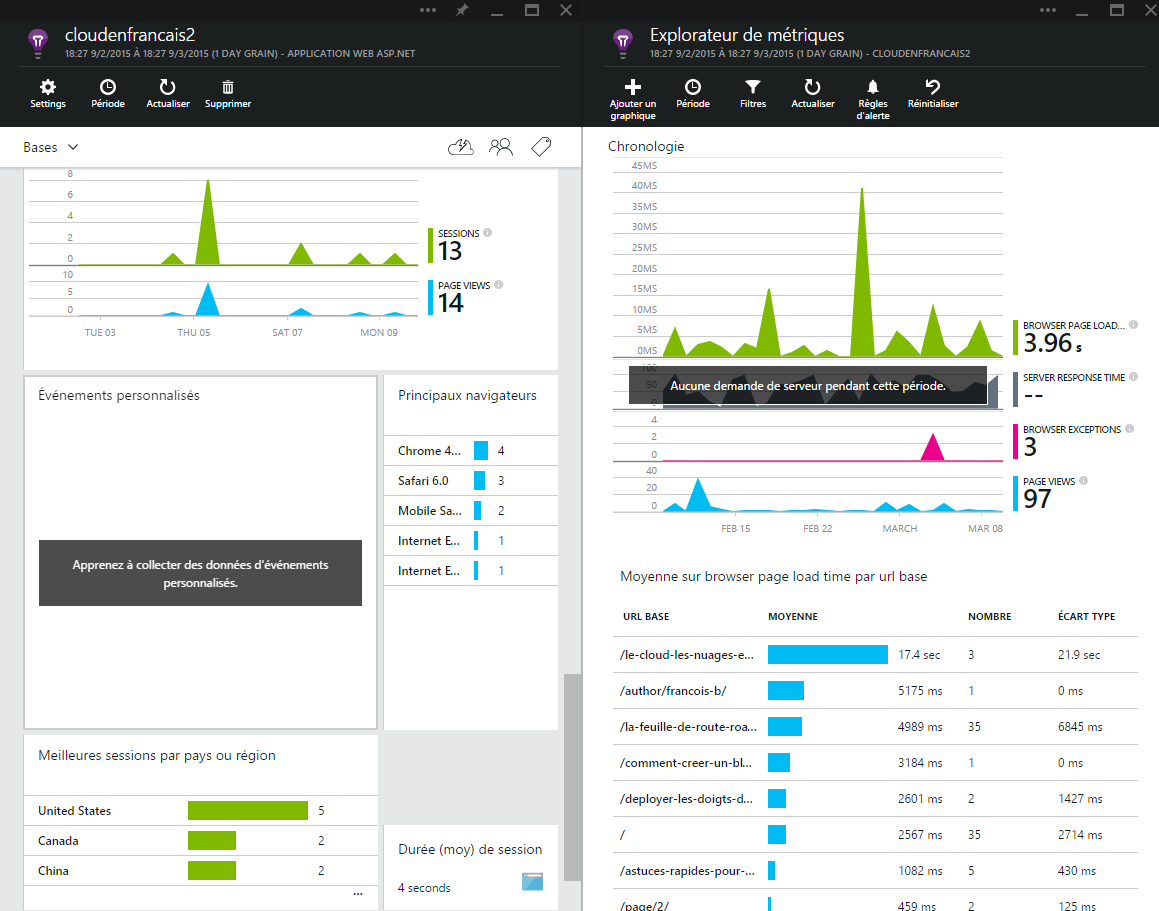 cloudenfrancais2
18:27 9/2/2015 À 18:27 9/3/2015 (1 DAY GRAIN) - APPLICATION WEB ASP.NET
Settings
Période
Actualiser
Supprimer
Bases
8
6
4
2
0
10
5
0
TUE 03
THU 05
SAT 07
MON 09
SESSIONS
13
PAGE VIEWS
14
Événements personnalisés
Apprenez à collecter des données d'événements
personnalisés.
Principaux navigateurs
Chrome 4... 4
Safari 6.0 3
Mobile Sa... 2
Internet E... 1
Internet E... 1
Meilleures sessions par pays ou région
United States 5
Canada 2
China 2
...
Durée (moy) de session
4 seconds
Explorateur de métriques
18:27 9/2/2015 À 18:27 9/3/2015 (1 DAY GRAIN) - CLOUDENFRANCAIS2
Ajouter un
graphique
Période
Filtres
Actualiser
Règles
d'alerte
Réinitialiser
Chronologie
45MS
40MS
35MS
30MS
25MS
20MS
15MS
10MS
5MS
0MS
BROWSER PAGE LOAD...
3.96 s
100
50
0
Aucune demande de serveur pendant cette période.
SERVER RESPONSE TIME
--
4
2
0
BROWSER EXCEPTIONS
3
40
20
0
PAGE VIEWS
97
FEB 15
FEB 22
MARCH
MAR 08
Moyenne sur browser page load time par url base
URL BASE MOYENNE NOMBRE ÉCART TYPE
/le-cloud-les-nuages-e... 17.4 sec 3 21.9 sec
/author/francois-b/ 5175 ms 1 0 ms
/la-feuille-de-route-roa... 4989 ms 35 6845 ms
/comment-creer-un-bl... 3184 ms 1 0 ms
/deployer-les-doigts-d... 2601 ms 2 1427 ms
/ 2567 ms 35 2714 ms
/astuces-rapides-pour-... 1082 ms 5 430 ms
/page/2/ 459 ms 2 125 ms